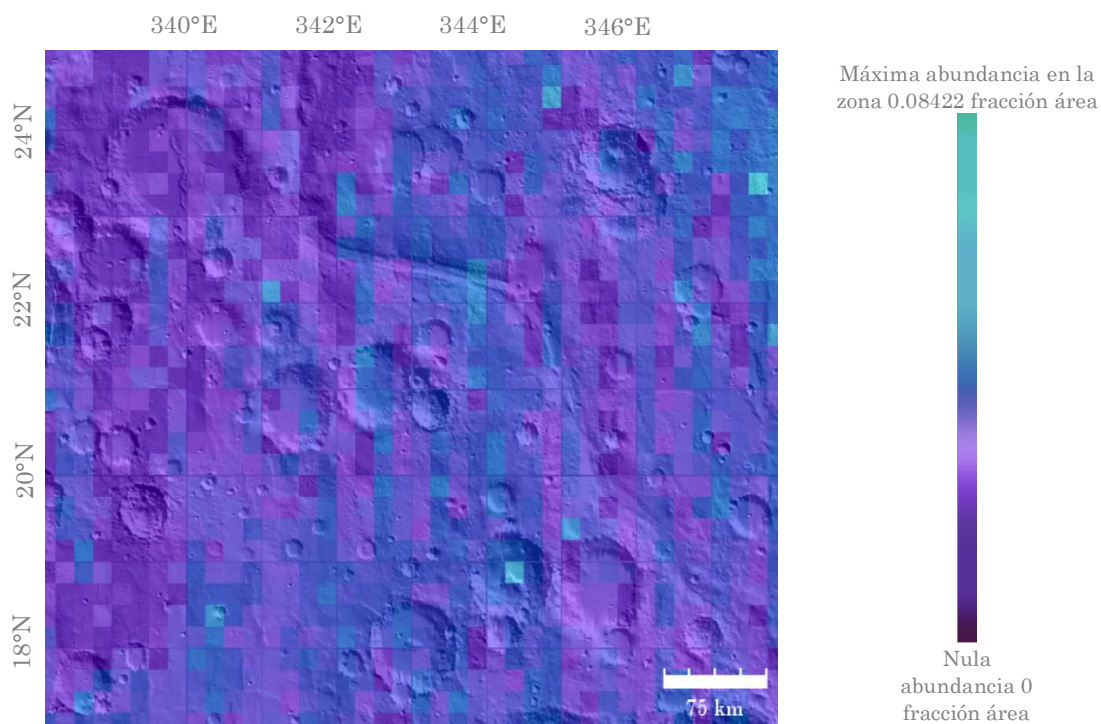 340°E 342°E 344°E 346°E
Máxima abundancia en la
zona 0.08422 fracción área
24°N
22°N
20°N
18°N
75 km
Nula
abundancia 0
fracción área